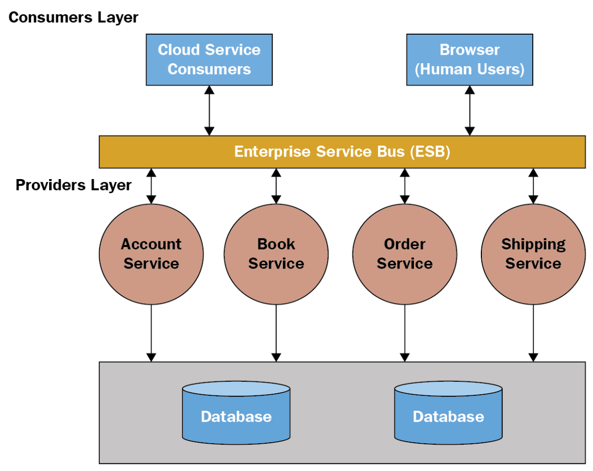 Consumers Layer
Cloud Service
Consumers
Browser
(Human Users)
Enterprise Service Bus (ESB)
Providers Layer
Account
Service
Book
Service
Order
Service
Shipping
Service
Database
Database